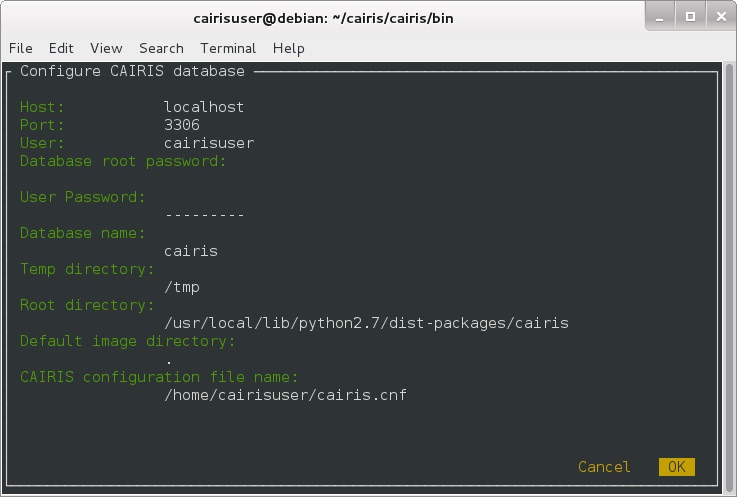 cairisuser@debian: ~/cairis/cairis/bin
File Edit View Search Terminal Help
Configure CAIRIS database
Host: localhost
Port: 3306
User: cairisuser
Database root password:
User Password:
---------
Database name:
cairis
Temp directory:
/tmp
Root directory:
/usr/local/lib/python2.7/dist-packages/cairis
Default image directory:
.
CAIRIS configuration file name:
/home/cairisuser/cairis.cnf
Cancel OK